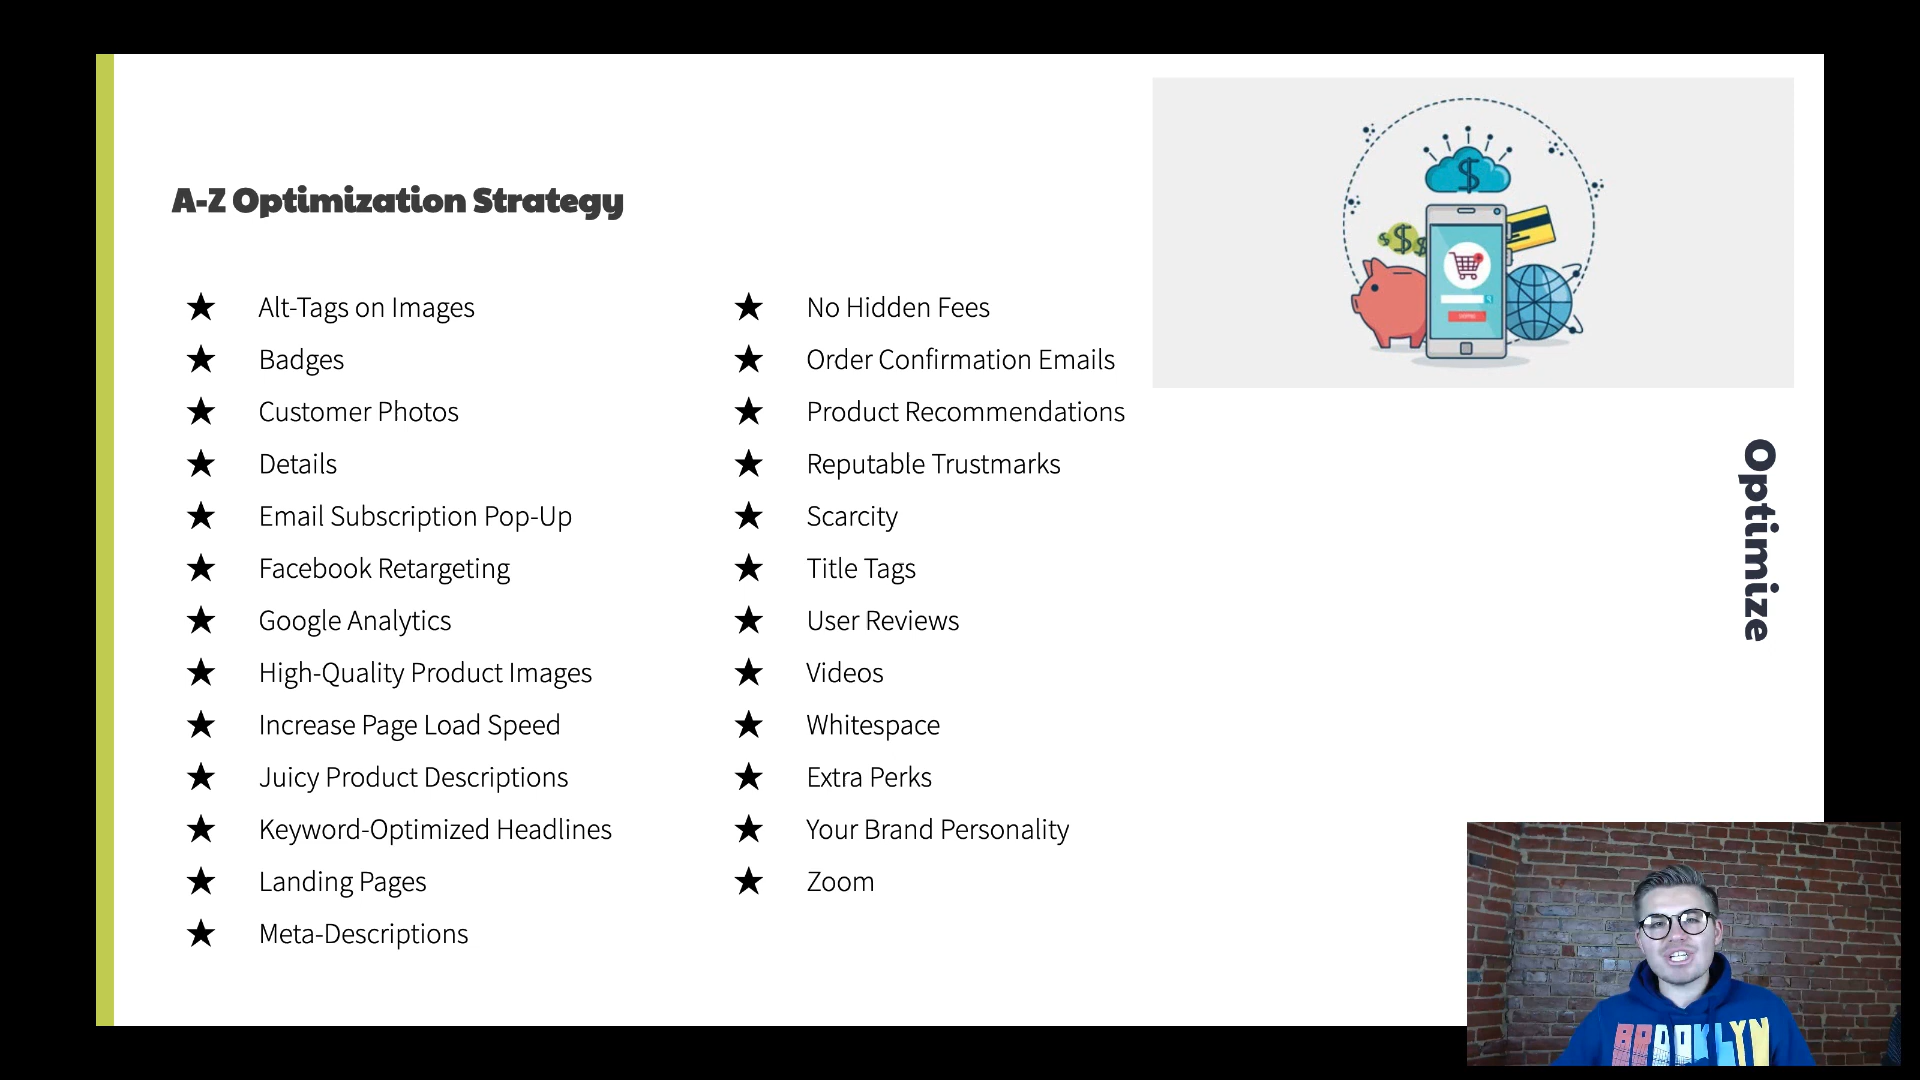 A-Z Optimization Strategy
★ Alt-Tags on Images
★ Badges
★ Customer Photos
★ Details
★ Email Subscription Pop-Up
★ Facebook Retargeting
★ Google Analytics
★ High-Quality Product Images
★ Increase Page Load Speed
★ Juicy Product Descriptions
★ Keyword-Optimized Headlines
★ Landing Pages
★ Meta-Descriptions
★ No Hidden Fees
★ Order Confirmation Emails
★ Product Recommendations
★ Reputable Trustmarks
★ Scarcity
★ Title Tags
★ User Reviews
★ Videos
★ Whitespace
★ Extra Perks
★ Your Brand Personality
★ Zoom
$
$$$
Optimize
BROOKLYN